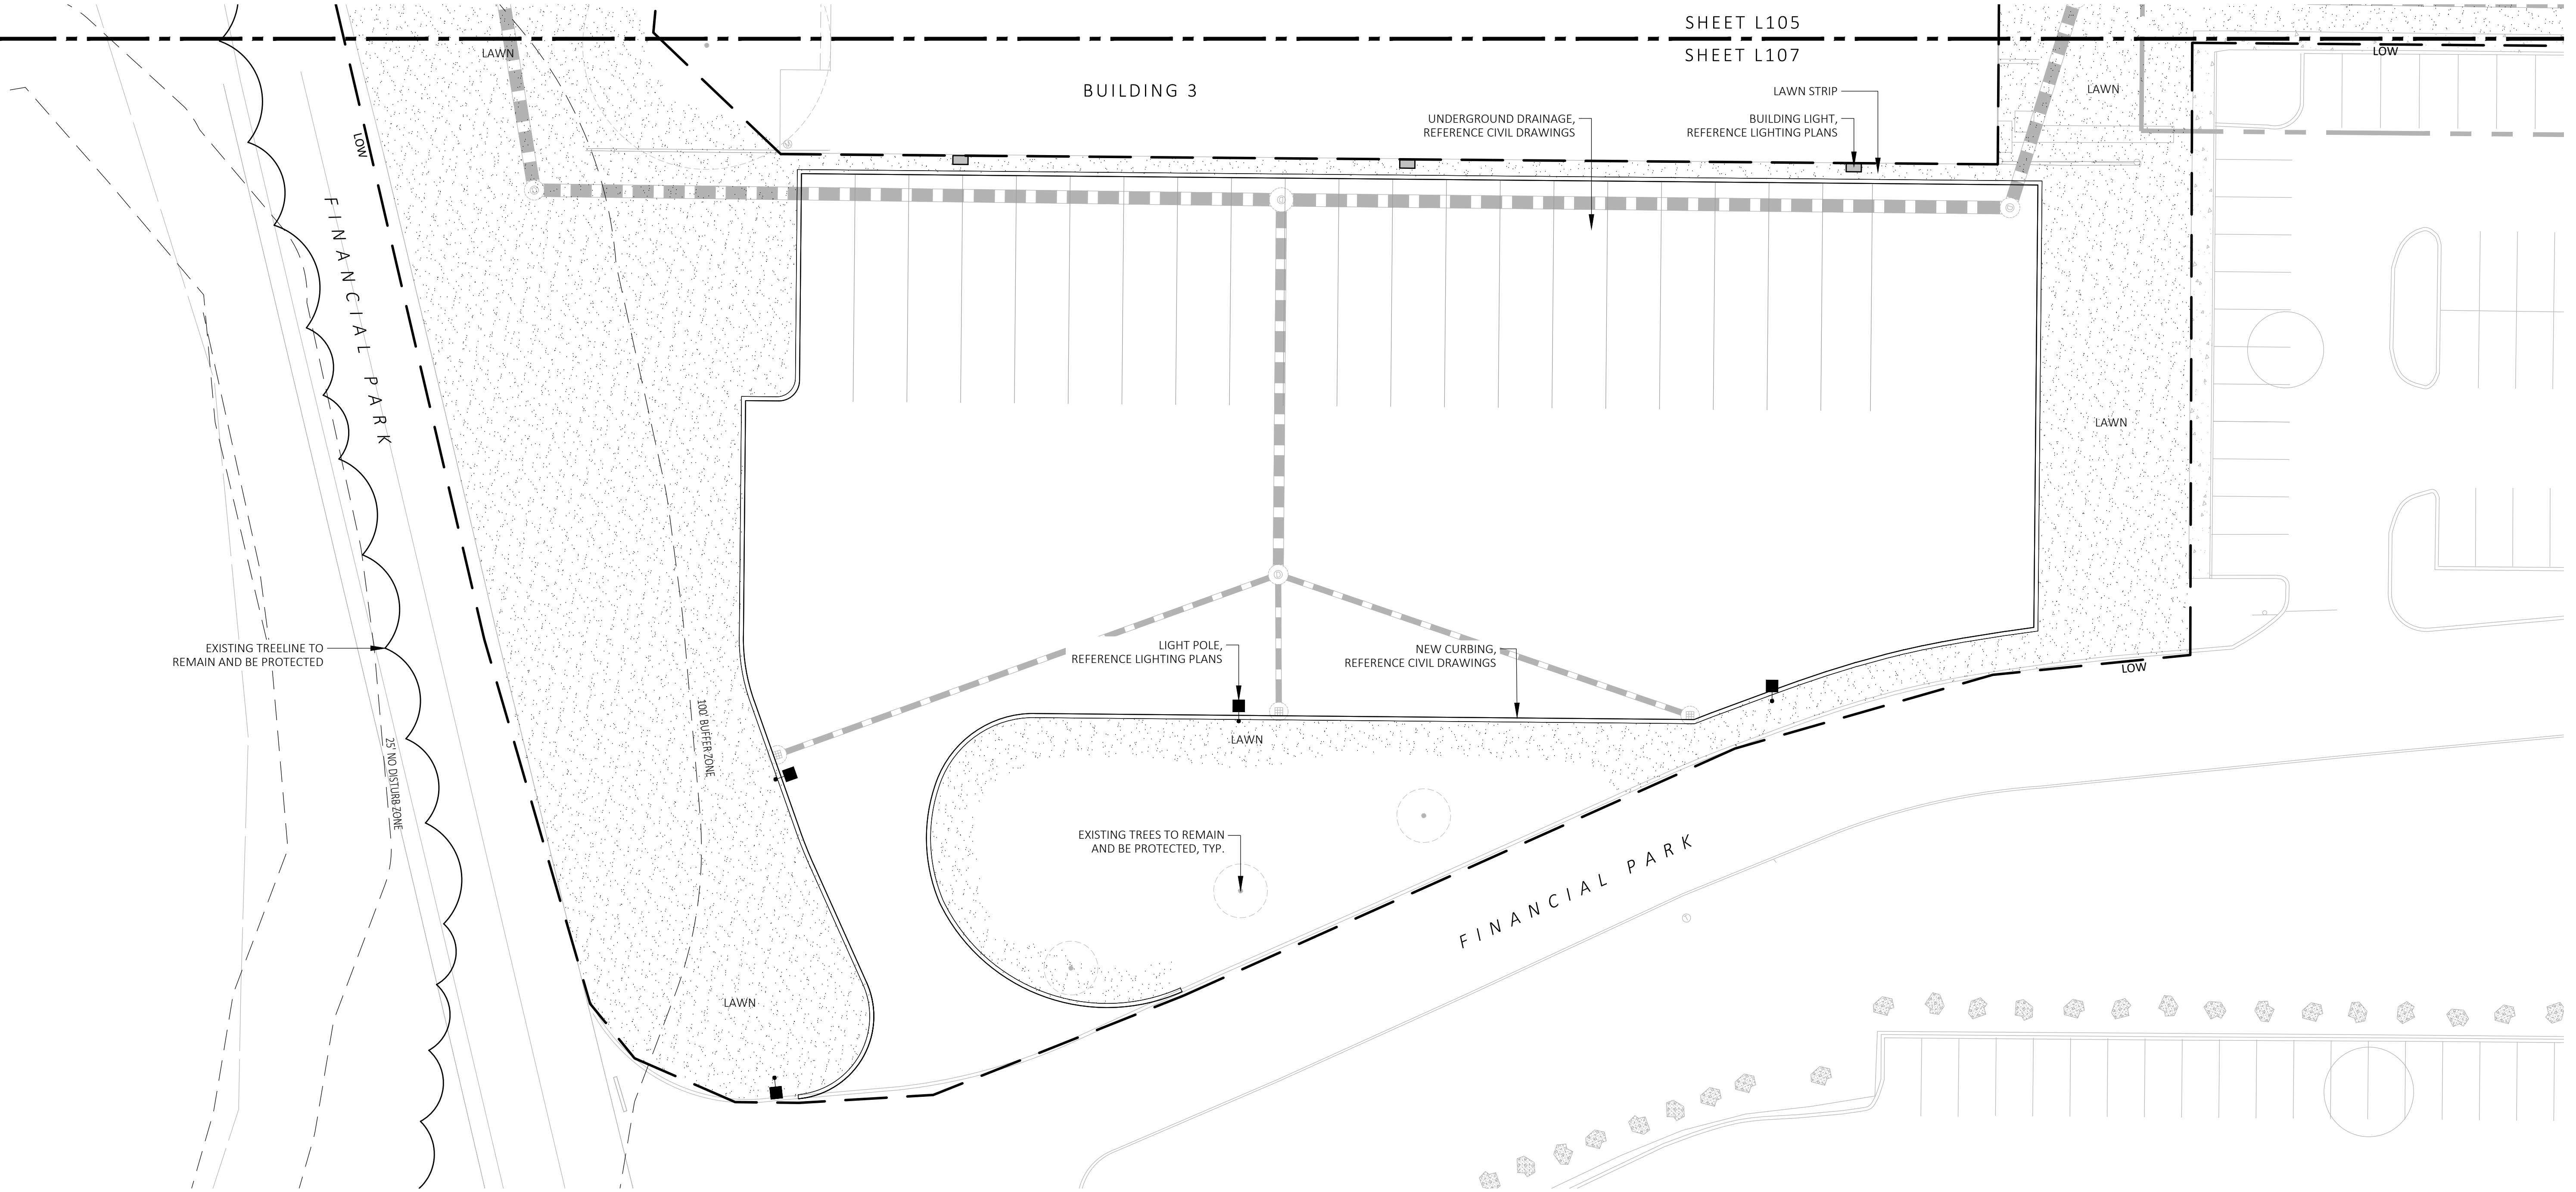 SHEET L105
SHEET L107
LAWN
LOW
BUILDING 3
LAWN STRIP
LAWN
UNDERGROUND DRAINAGE,
REFERENCE CIVIL DRAWINGS
BUILDING LIGHT,
REFERENCE LIGHTING PLANS
LOW
FINANCIAL PARK
LAWN
EXISTING TREELINE TO
REMAIN AND BE PROTECTED
LIGHT POLE,
REFERENCE LIGHTING PLANS
NEW CURBING,
REFERENCE CIVIL DRAWINGS
LOW
100' BUFFER ZONE
25' NO DISTURB ZONE
LAWN
EXISTING TREES TO REMAIN
AND BE PROTECTED, TYP.
FINANCIAL PARK
LAWN